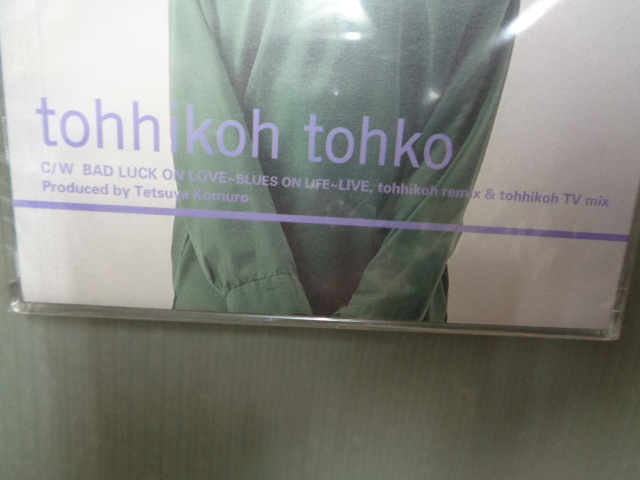 tohhikoh tohko
C/W BAD LUCK ON LOVE~BLUES ON LIFE~LIVE, tohhikoh remix & tohhikoh TV mix
Produced by Tetsuya Komuro